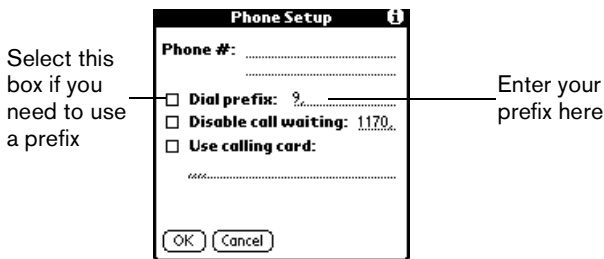 Phone Setup
Phone #:
Select this
box if you
need to use
a prefix
Dial prefix: 9,
Enter your
prefix here
Disable call waiting: 1170,
Use calling card:
,,,,
OK Cancel